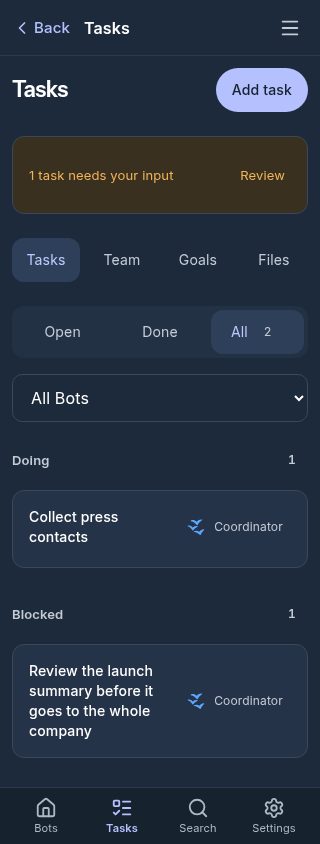 Back Tasks
Tasks
Add task
1 task needs your input Review
Tasks Team Goals Files
Open Done All 2
All Bots
Doing 1
Collect press
contacts
Coordinator
Blocked 1
Review the launch
summary before it
goes to the whole
company
Coordinator
Bots Tasks Search Settings